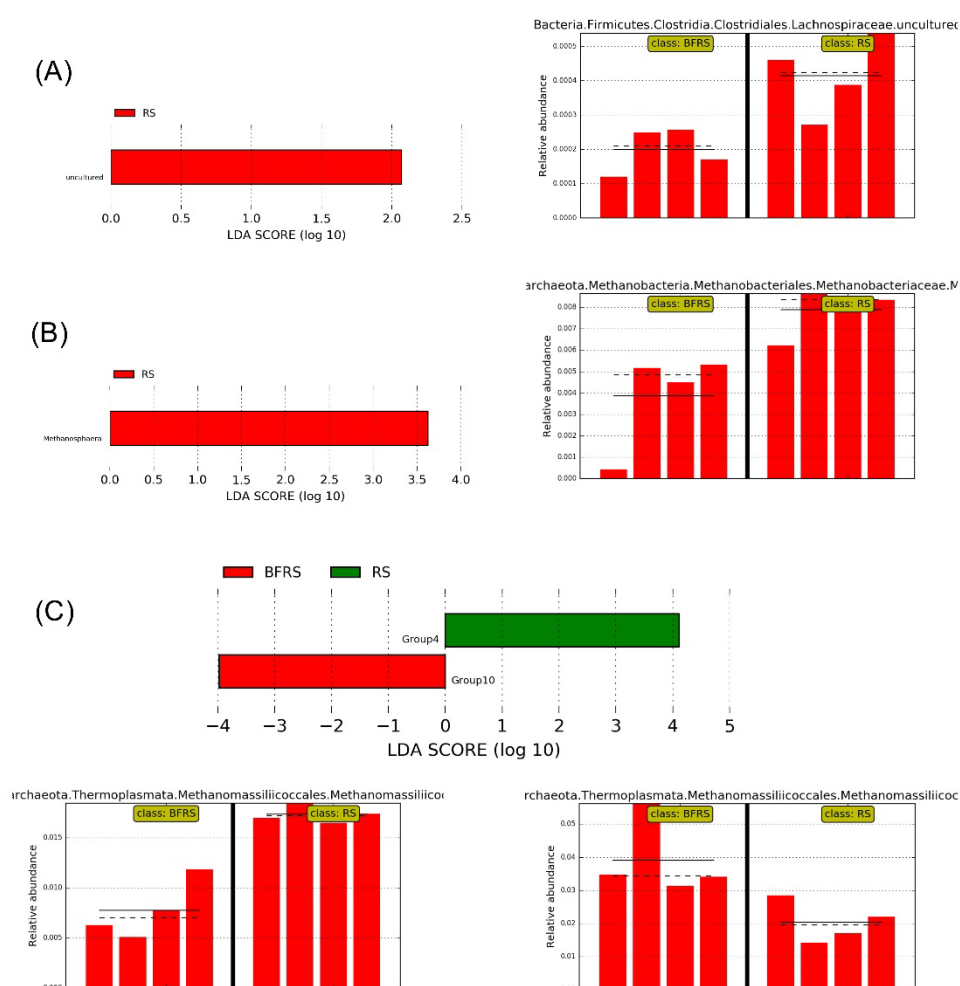 (A)
RS
uncultured
0.0 0.5 1.0 1.5 2.0 2.5
LDA SCORE (log 10)
Bacteria.Firmicutes.Clostridia.Clostridiales.Lachnospiraceae.uncultured
class: BFRS class: RS
Relative abundance
0.0005
0.0004
0.0003
0.0002
0.0001
0.0000
(B)
RS
Methanosphaera
0.0 0.5 1.0 1.5 2.0 2.5 3.0 3.5 4.0
LDA SCORE (log 10)
archaeota.Methanobacteria.Methanobacteriales.Methanobacteriaceae.M
class: BFRS class: RS
Relative abundance
0.008
0.007
0.006
0.005
0.004
0.003
0.002
0.001
0.000
(C)
BFRS RS
Group4
Group10
−4 −3 −2 −1 0 1 2 3 4 5
LDA SCORE (log 10)
rchaeota.Thermoplasmata.Methanomassiliicoccales.Methanomassiliicoc
class: BFRS class: RS
Relative abundance
0.015
0.010
0.005
0.000
rchaeota.Thermoplasmata.Methanomassiliicoccales.Methanomassiliicoc
class: BFRS class: RS
Relative abundance
0.05
0.04
0.03
0.02
0.01